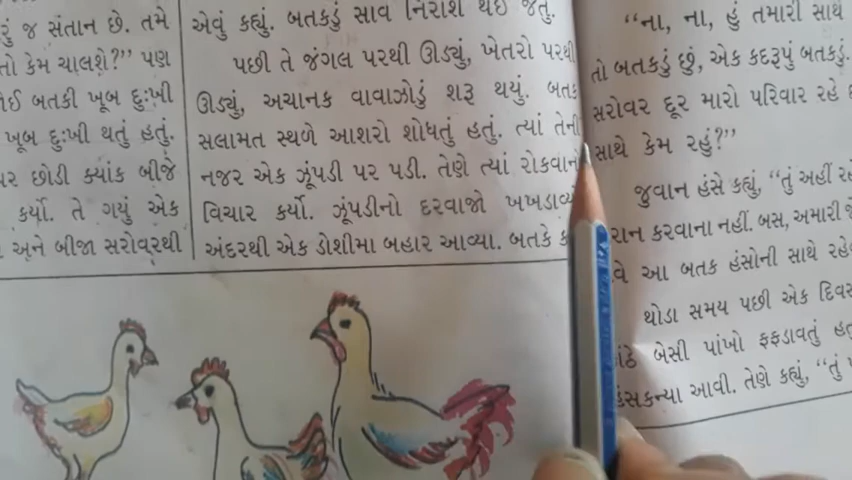 સંતાન છે. તમે
તો કેમ ચાલશે?” પણ
બતકી ખૂબ દુઃખી
ખૂબ દુઃખી થતું હતું.
છોડી ક્યાંક બીજે
કર્યો. તે ગયું એક
અને બીજા સરોવરથી
એવું કહ્યું. બતકડું સાવ નિરાશ થઈ જતું.
પછી તે જંગલ પરથી ઊડ્યું, ખેતરો પરથી
ઊડ્યું, અચાનક વાવાઝોડું શરૂ થયું. બતક
સલામત સ્થળે આશરો શોધતું હતું. ત્યાં તેની
નજર એક ઝૂંપડી પર પડી. તેણે ત્યાં રોકવાનો
વિચાર કર્યો. ઝૂંપડીનો દરવાજો ખખડાવ્યો
અંદરથી એક ડોશીમા બહાર આવ્યા. બતકે
“ના, ના, હું તમારી સાથે
તો બતકડું છું, એક કદરૂપું બતકડું.
સરોવર દૂર મારો પરિવાર રહે
સાથે કેમ રહું?”
જુવાન હંસે કહ્યું, “તું અહીં
કરવાના નહીં. બસ, અમારી
આ બતક હંસોની સાથે
થોડા સમય પછી એક
બેસી પાંખો ફફડાવતું
આવી. તેણે કહ્યું, “તું